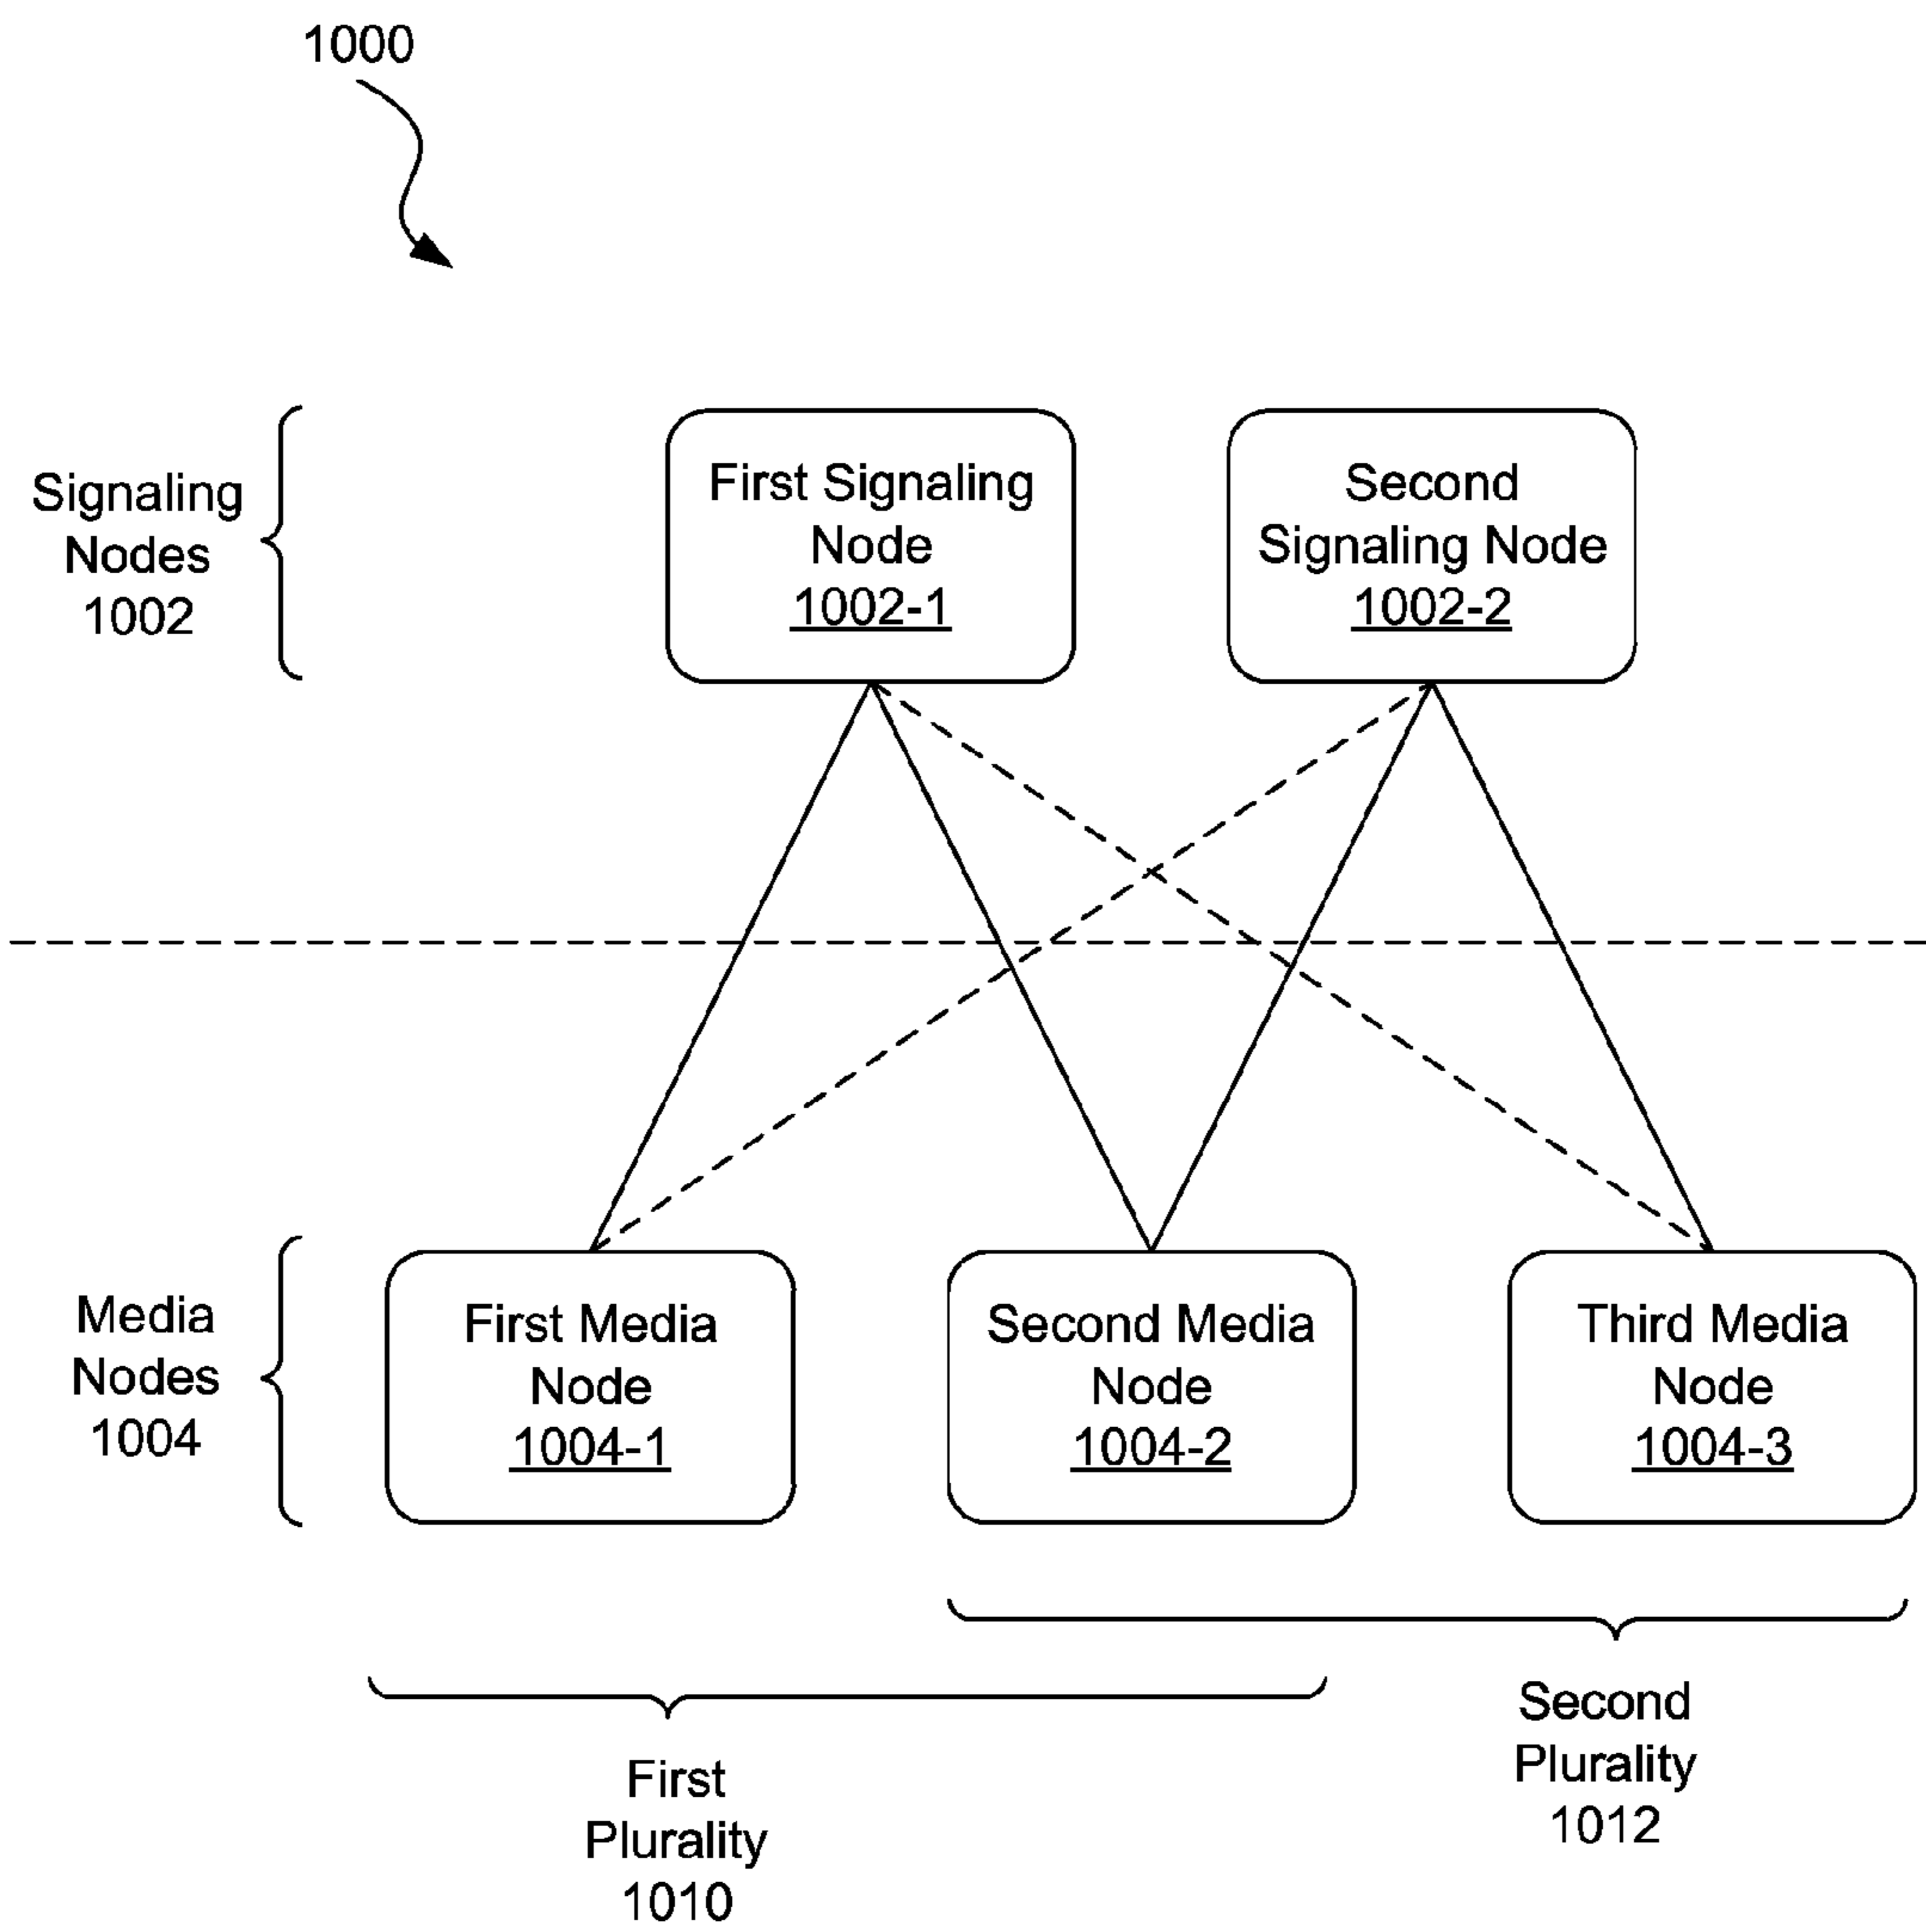 1000
Signaling
Nodes
1002
First Signaling
Node
1002-1
Second
Signaling Node
1002-2
Media
Nodes
1004
First Media
Node
1004-1
Second Media
Node
1004-2
Third Media
Node
1004-3
First
Plurality
1010
Second
Plurality
1012